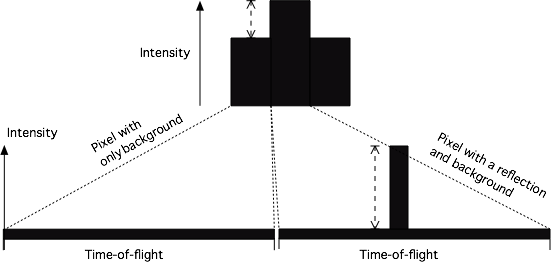 Intensity
Intensity
Pixel with
only background
Pixel with a reflection
and background
Time-of-flight
Time-of-flight